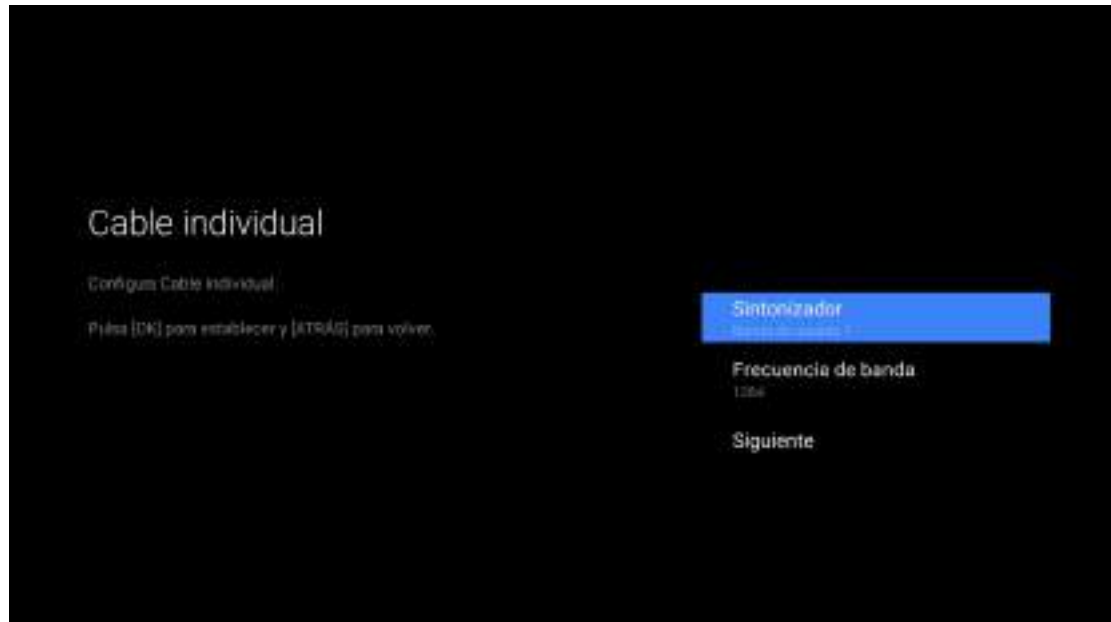 Cable individual
Configura Cable individual.
Pulsa [OK] para establecer y [ATRÁS] para volver.
Sintonizador
Frecuencia de banda
Siguiente